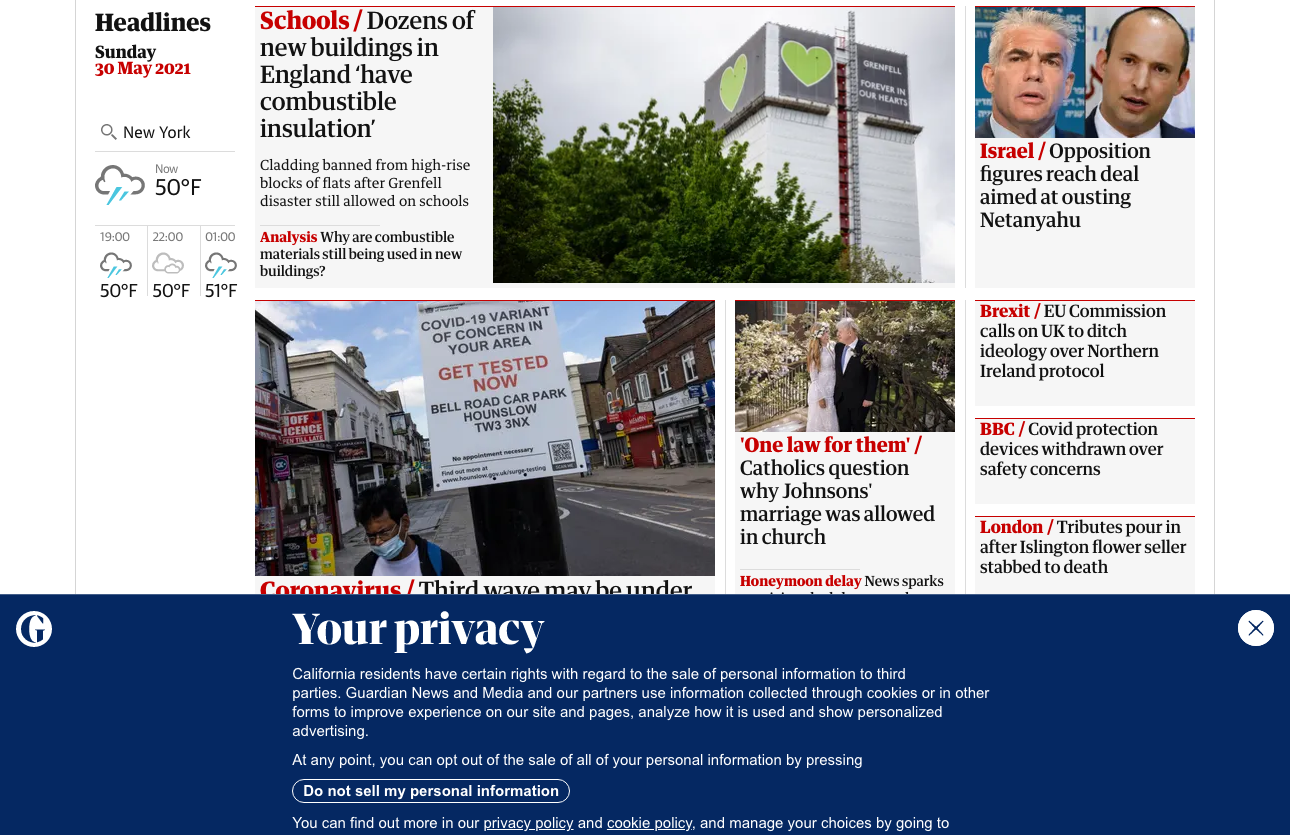 Headlines
Sunday
30 May 2021
New York
Now
50°F
19:00
22:00
01:00
50°F
50°F
51°F
Schools / Dozens of
new buildings in
England ‘have
combustible
insulation’
Cladding banned from high-rise
blocks of flats after Grenfell
disaster still allowed on schools
Analysis Why are combustible
materials still being used in new
buildings?
GRENFELL
FOREVER IN
OUR HEARTS
Israel / Opposition
figures reach deal
aimed at ousting
Netanyahu
COVID-19 VARIANT
OF CONCERN IN
YOUR AREA
GET TESTED
NOW
BELL ROAD CAR PARK
HOUNSLOW
TW3 3NX
No appointment necessary
Find out more at
www.hounslow.gov.uk/surge-testing
OFF
LICENCE
OPEN TILL LATE
Coronavirus / Third wave may be under
'One law for them' /
Catholics question
why Johnsons'
marriage was allowed
in church
Honeymoon delay News sparks
Brexit / EU Commission
calls on UK to ditch
ideology over Northern
Ireland protocol
BBC / Covid protection
devices withdrawn over
safety concerns
London / Tributes pour in
after Islington flower seller
stabbed to death
Your privacy
California residents have certain rights with regard to the sale of personal information to third
parties. Guardian News and Media and our partners use information collected through cookies or in other
forms to improve experience on our site and pages, analyze how it is used and show personalized
advertising.
At any point, you can opt out of the sale of all of your personal information by pressing
Do not sell my personal information
You can find out more in our privacy policy and cookie policy, and manage your choices by going to